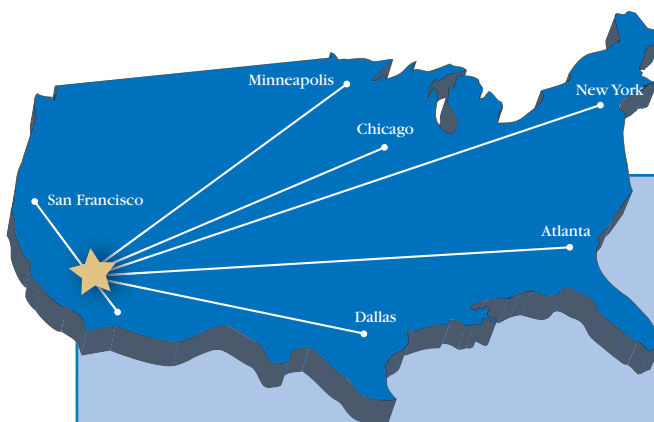 Minneapolis
New York
Chicago
San Francisco
Atlanta
Dallas